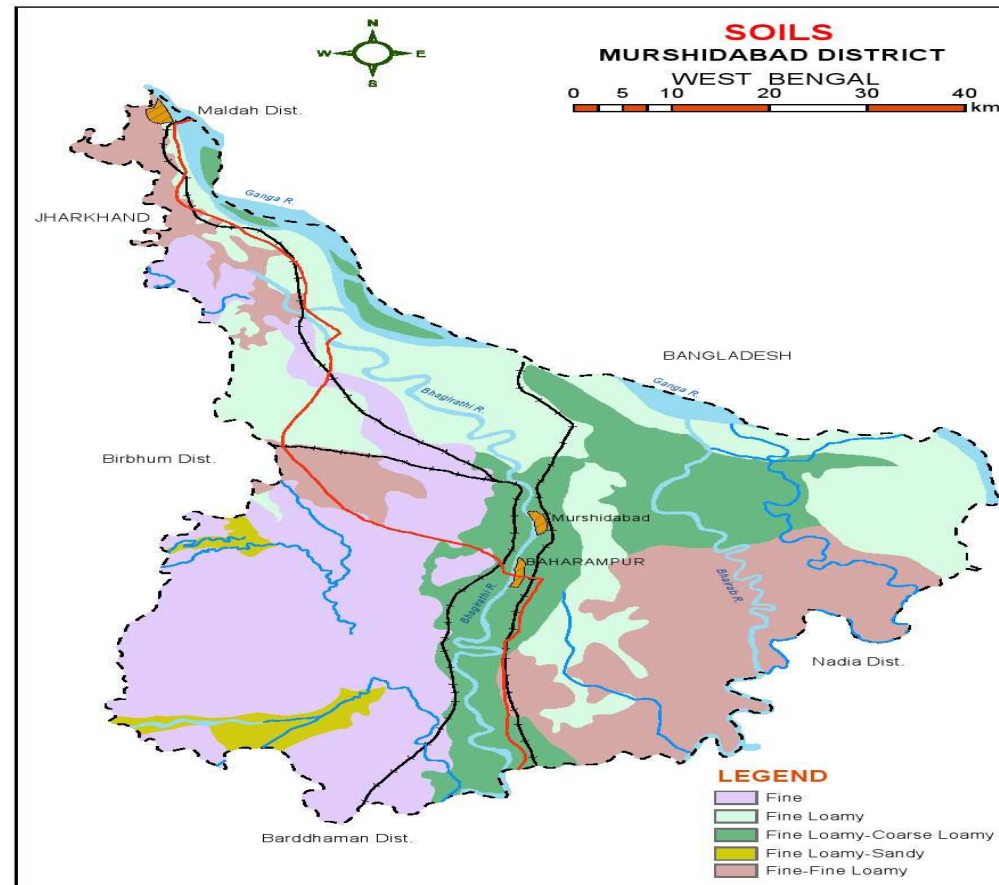 SOILS
MURSHIDABAD DISTRICT
WEST BENGAL
0 5 10 20 30 40
km
N
W E
S
Maldah Dist.
JHARKHAND
Ganga R.
BANGLADESH
Ganga R.
Bhagirathi R.
Birbhum Dist.
Murshidabad
BAHARAMPUR
Bhagirathi R.
Bhairab R.
Nadia Dist.
Barddhaman Dist.
LEGEND
Fine
Fine Loamy
Fine Loamy-Coarse Loamy
Fine Loamy-Sandy
Fine-Fine Loamy